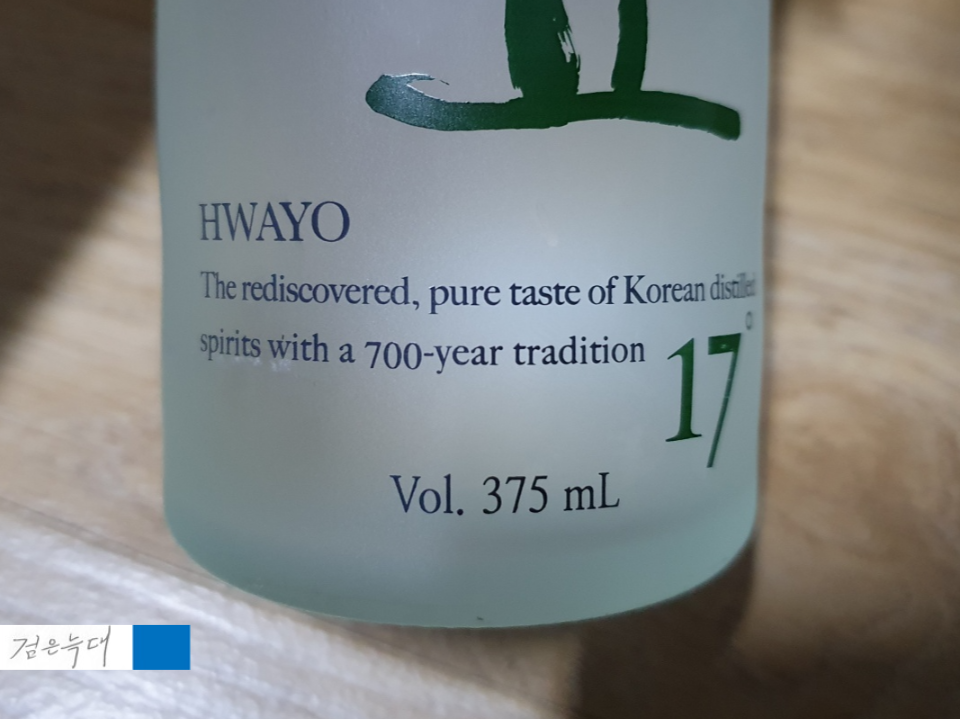 요
HWAYO
The rediscovered, pure taste of Korean distilled
spirits with a 700-year tradition
17°
Vol. 375 mL
검은늑대